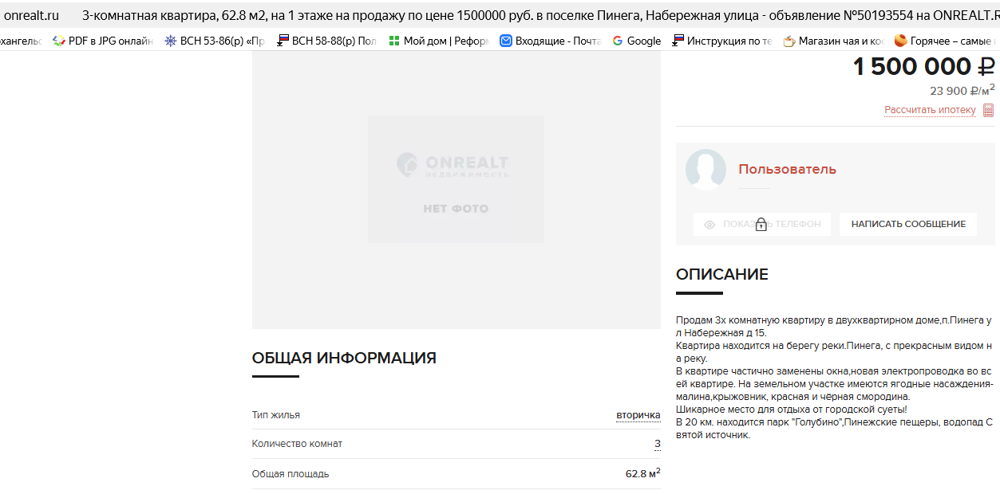 onrealt.ru 3-комнатная квартира, 62.8 м2, на 1 этаже на продажу по цене 1500000 руб. в поселке Пинега, Набережная улица - объявление №50193554 на ONREALT.R
PDF в JPG онлайн ВСН 53-86(р) «Пр ВСН 58-88(р) Пол Мой дом | Реформ Входящие - Почта Google Инструкция по те Магазин чая и ко Горячее – самые
1 500 000 ₽
23 900 ₽/м2
Рассчитать ипотеку
ONREALT
НЕДВИЖИМОСТЬ
НЕТ ФОТО
Пользователь
ПОКАЗАТЬ ТЕЛЕФОН НАПИСАТЬ СООБЩЕНИЕ
ОПИСАНИЕ
Продам 3х комнатную квартиру в двухквартирном доме,п.Пинега у
л Набережная д 15.
Квартира находится на берегу реки.Пинега, с прекрасным видом н
а реку.
В квартире частично заменены окна,новая электропроводка во вс
ей квартире. На земельном участке имеются ягодные насаждения-
малина,крыжовник, красная и чёрная смородина.
Шикарное место для отдыха от городской суеты!
В 20 км. находится парк "Голубино",Пинежские пещеры, водопад С
вятой источник.
ОБЩАЯ ИНФОРМАЦИЯ
Тип жилья вторичка
Количество комнат 3
Общая площадь 62.8 м2